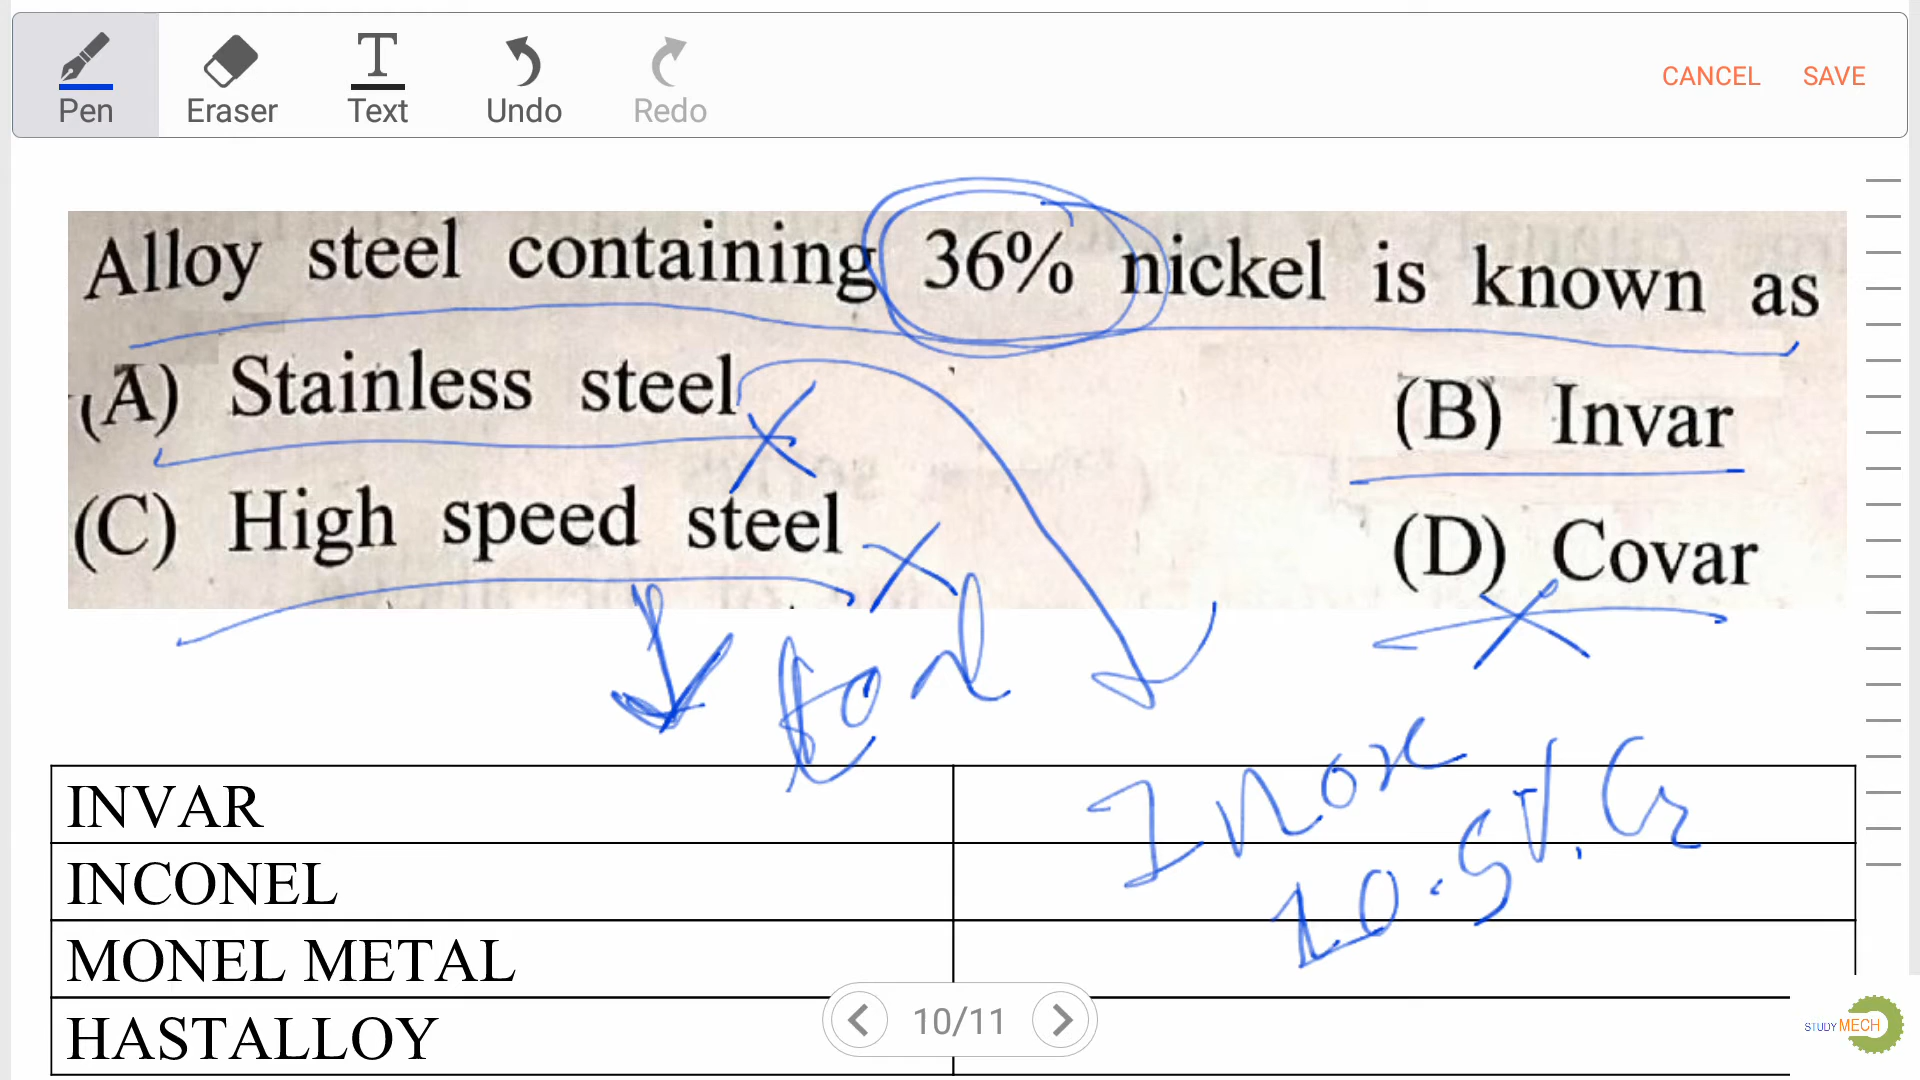 Pen Eraser Text Undo Redo CANCEL SAVE
Alloy steel containing 36% nickel is known as
(A) Stainless steel (B) Invar
(C) High speed steel (D) Covar
Inox
10.5%. Cr
INVAR
INCONEL
MONEL METAL
HASTALLOY
10/11
STUDY MECH